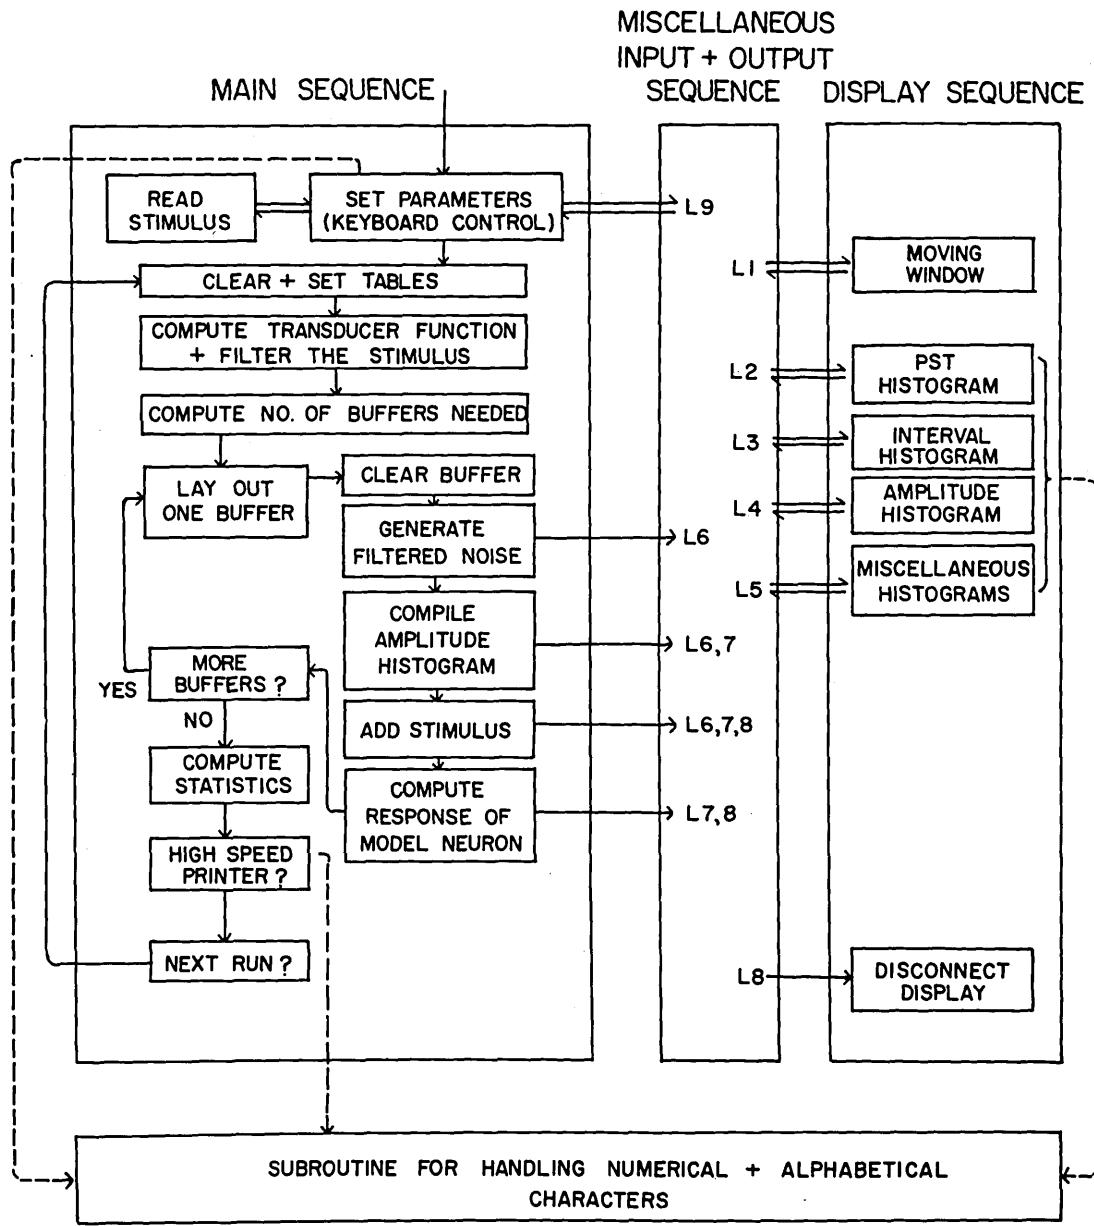 MISCELLANEOUS
INPUT + OUTPUT
SEQUENCE
MAIN SEQUENCE
DISPLAY SEQUENCE
READ
STIMULUS
SET PARAMETERS
(KEYBOARD CONTROL)
L9
CLEAR + SET TABLES
L1
MOVING
WINDOW
COMPUTE TRANSDUCER FUNCTION
+ FILTER THE STIMULUS
L2
PST
HISTOGRAM
COMPUTE NO. OF BUFFERS NEEDED
L3
INTERVAL
HISTOGRAM
LAY OUT
ONE BUFFER
CLEAR BUFFER
L4
AMPLITUDE
HISTOGRAM
GENERATE
FILTERED NOISE
L6
L5
MISCELLANEOUS
HISTOGRAMS
COMPILE
AMPLITUDE
HISTOGRAM
L6,7
MORE
BUFFERS ?
YES
NO
ADD STIMULUS
L6,7,8
COMPUTE
STATISTICS
COMPUTE
RESPONSE OF
MODEL NEURON
L7,8
HIGH SPEED
PRINTER ?
NEXT RUN ?
L8
DISCONNECT
DISPLAY
SUBROUTINE FOR HANDLING NUMERICAL + ALPHABETICAL
CHARACTERS